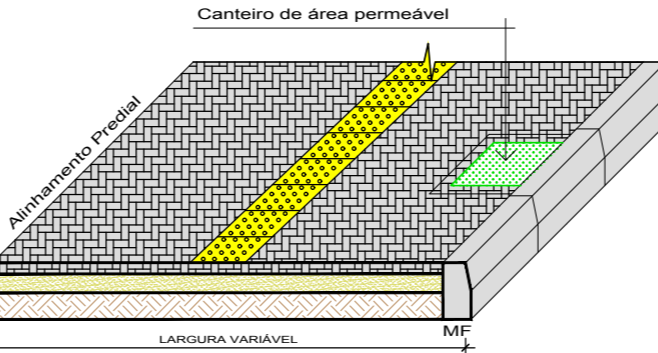 Canteiro de área permeável
Alinhamento Predial
MF
LARGURA VARIÁVEL